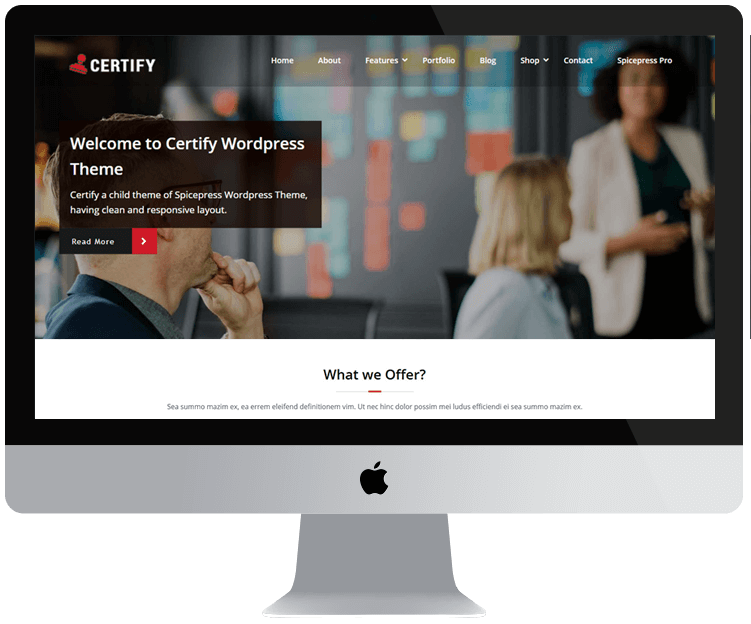 CERTIFY
Home About Features Portfolio Blog Shop Contact Spicepress Pro
Welcome to Certify Wordpress
Theme
Certify a child theme of Spicepress Wordpress Theme,
having clean and responsive layout.
Read More
What we Offer?
Sea summo mazim ex, ea errem eleifend definitionem vim. Ut nec hinc dolor possim mei ludus efficiendi ei sea summo mazim ex.